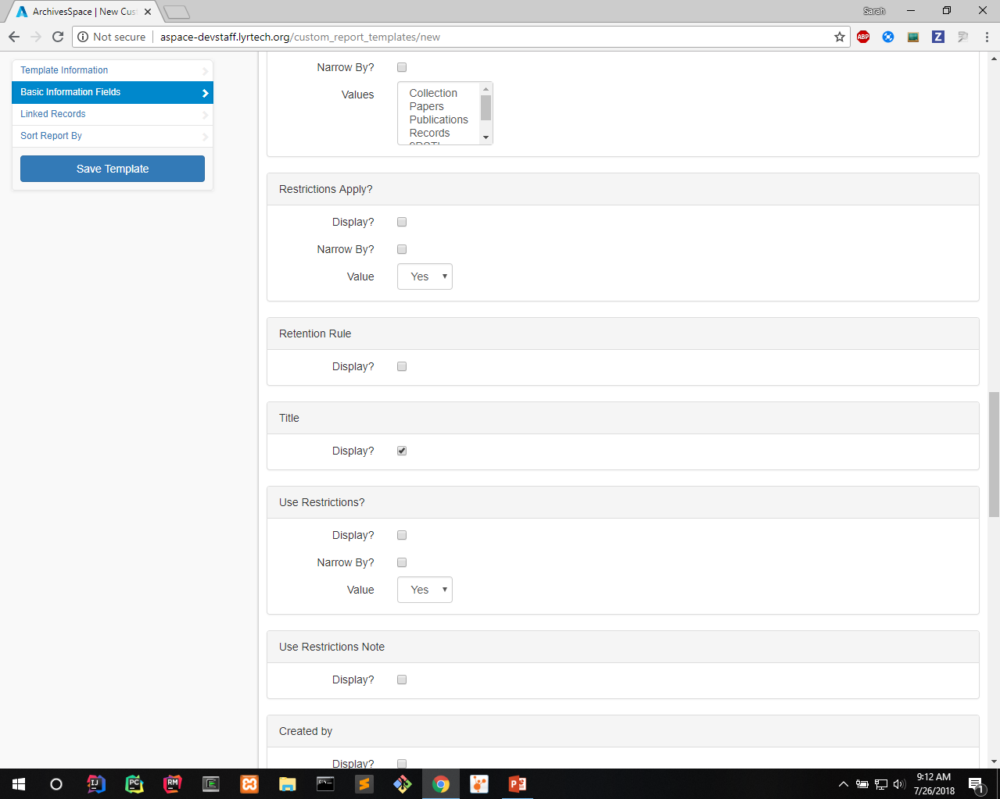 ArchivesSpace | New Cus
Sarah
Not secure
aspace-devstaff.lyrtech.org/custom_report_templates/new
ABP
Z
Template Information
Basic Information Fields
Linked Records
Sort Report By
Save Template
Narrow By?
Values
Collection
Papers
Publications
Records
Restrictions Apply?
Display?
Narrow By?
Value
Yes
Retention Rule
Display?
Title
Display?
Use Restrictions?
Display?
Narrow By?
Value
Yes
Use Restrictions Note
Display?
Created by
Display?
IJ
PC
RM
9:12 AM
7/26/2018
1